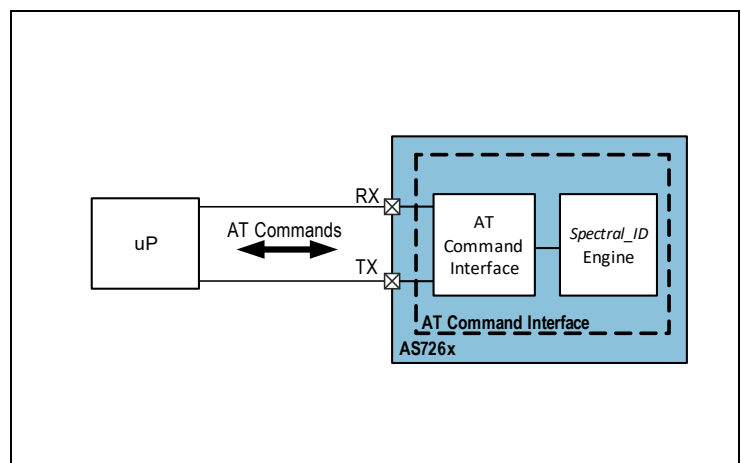 RX
uP
AT Commands
TX
AT
Command
Interface
Spectral_ID
Engine
AT Command Interface
AS726x